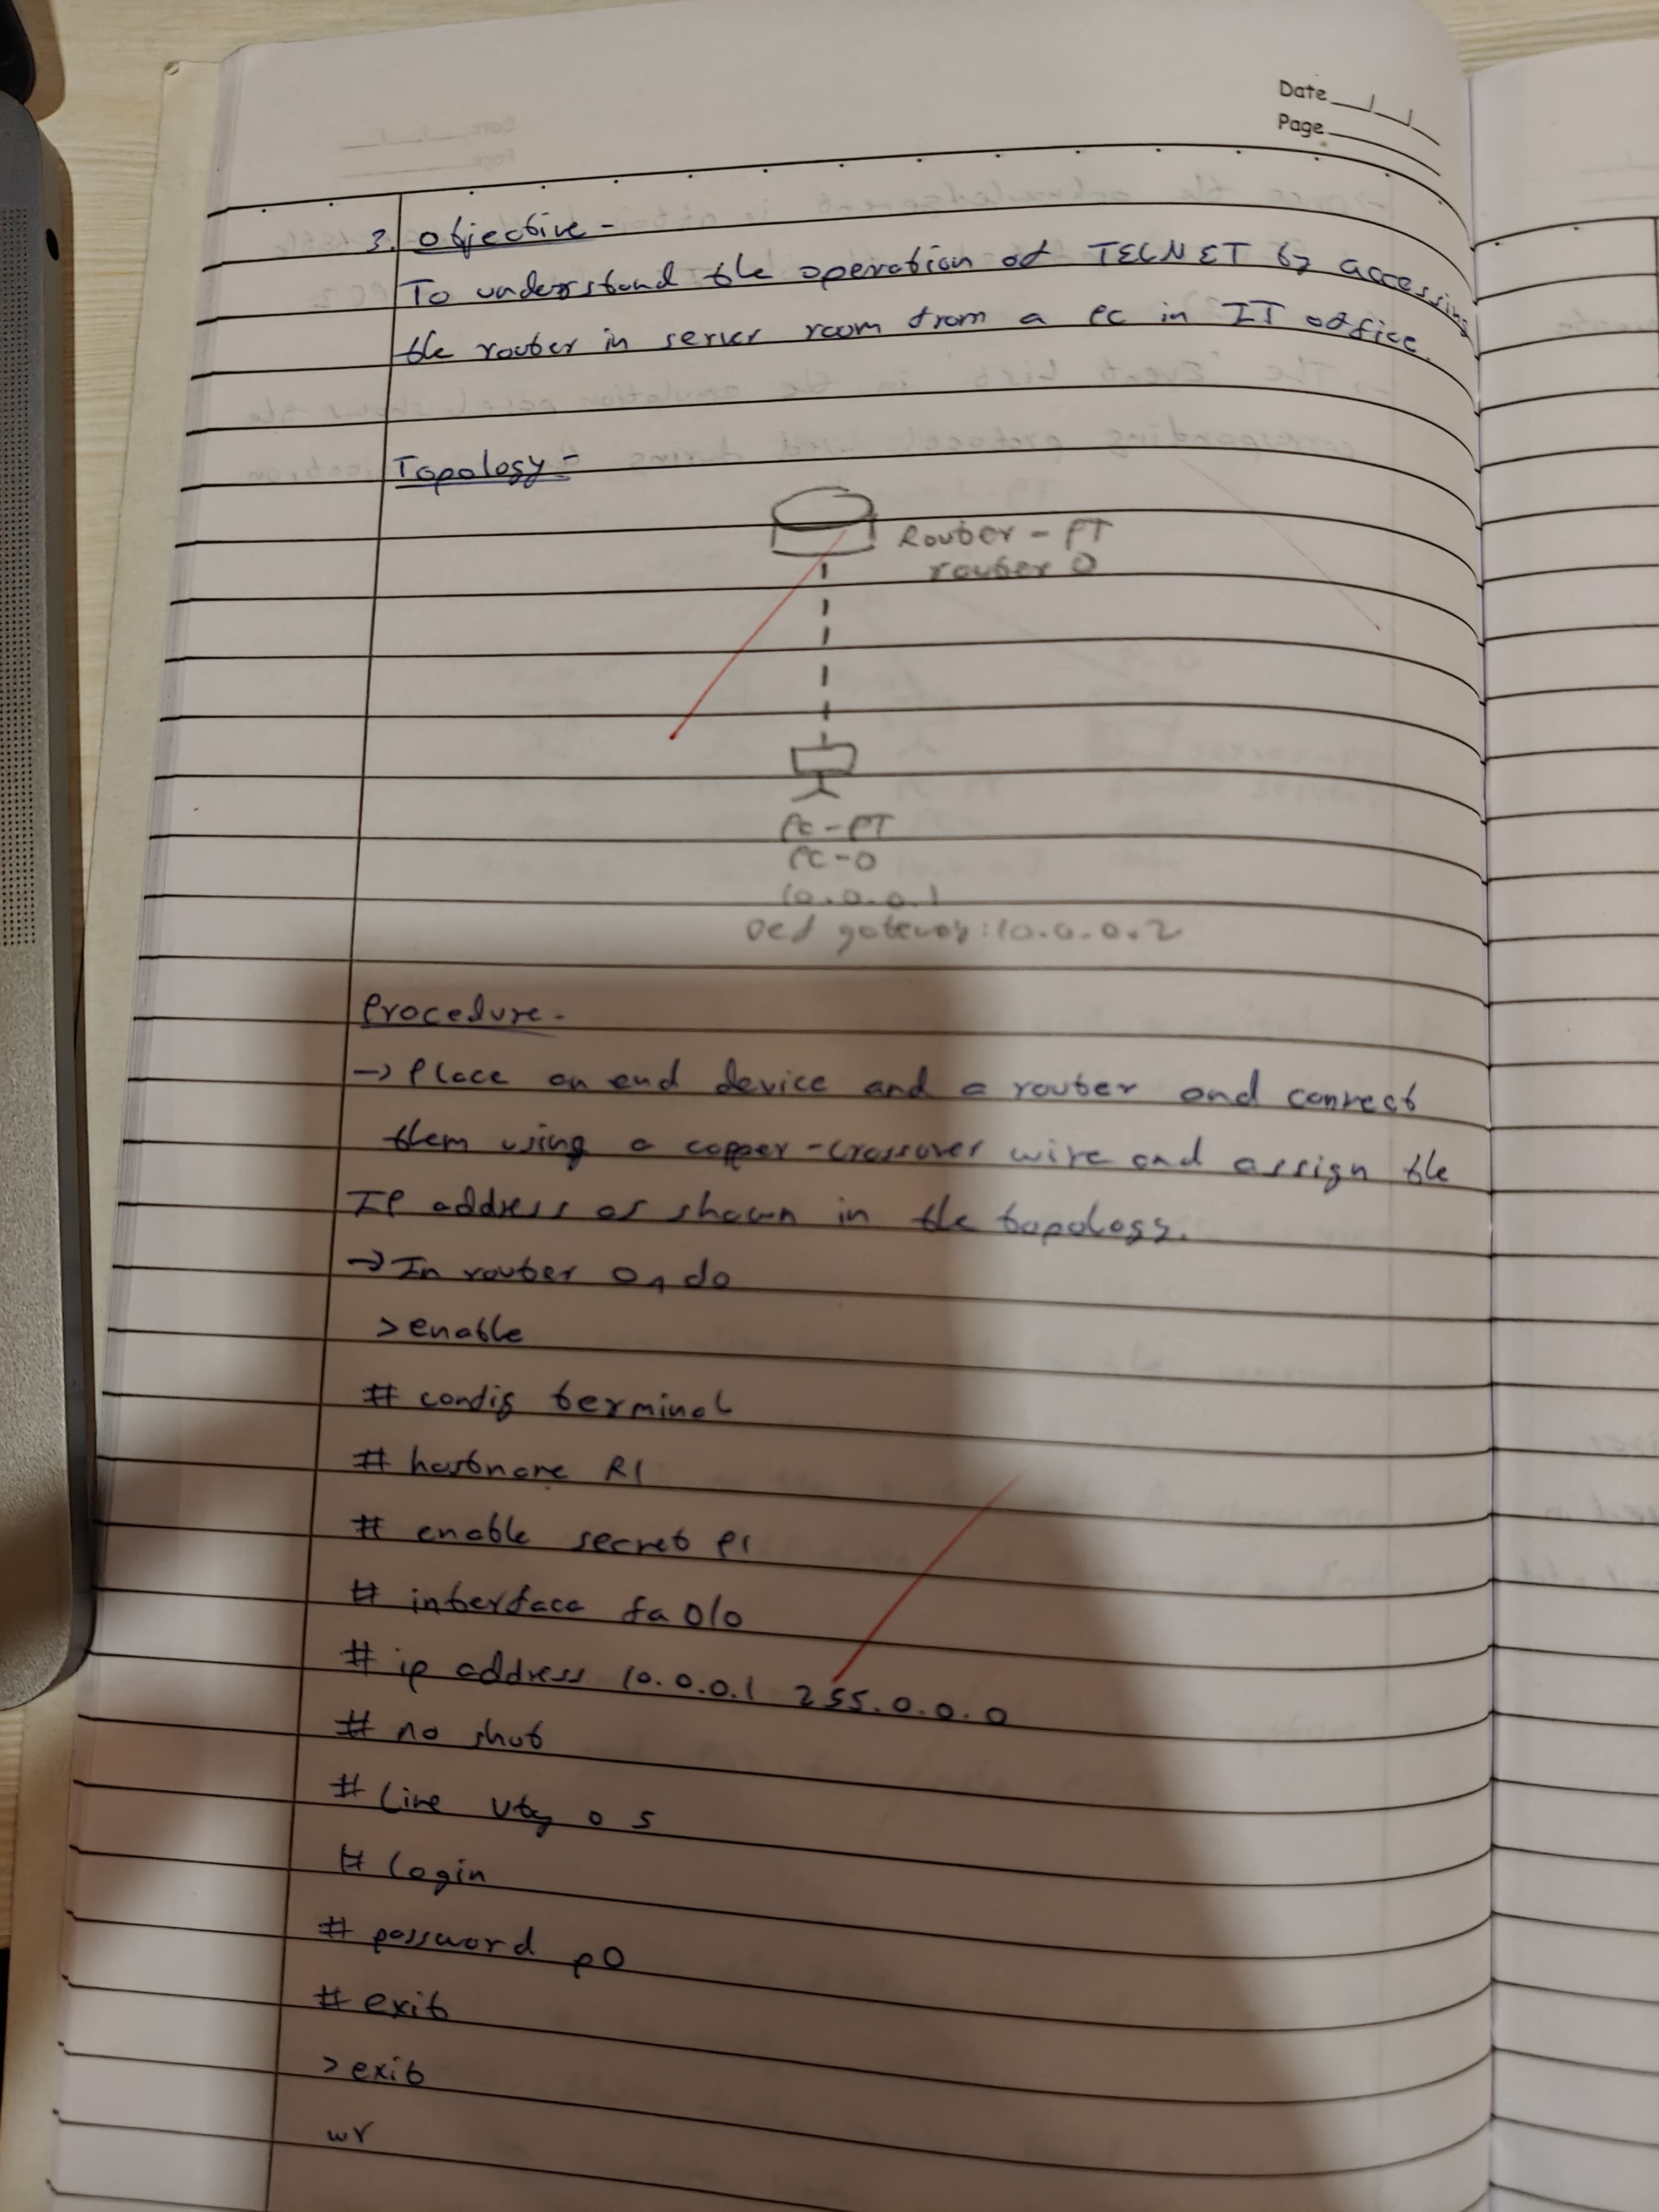 Date
Page
3. Objective -
To understand the operation of TELNET by accessing
the router in server room from a PC in IT office.
Topology -
Router - PT
router 0
PC - PT
PC - 0
10.0.0.1
Def gateway: 10.0.0.2
Procedure -
→ Place an end device and a router and connect
them using a copper-crossover wire and assign the
IP address as shown in the topology.
→ In router 0, do
> enable
# config terminal
# hostname R1
# enable secret P1
# interface fa 0/0
# ip address 10.0.0.1 255.0.0.0
# no shut
# line vty 0 5
# login
# password p0
# exit
> exit
wr